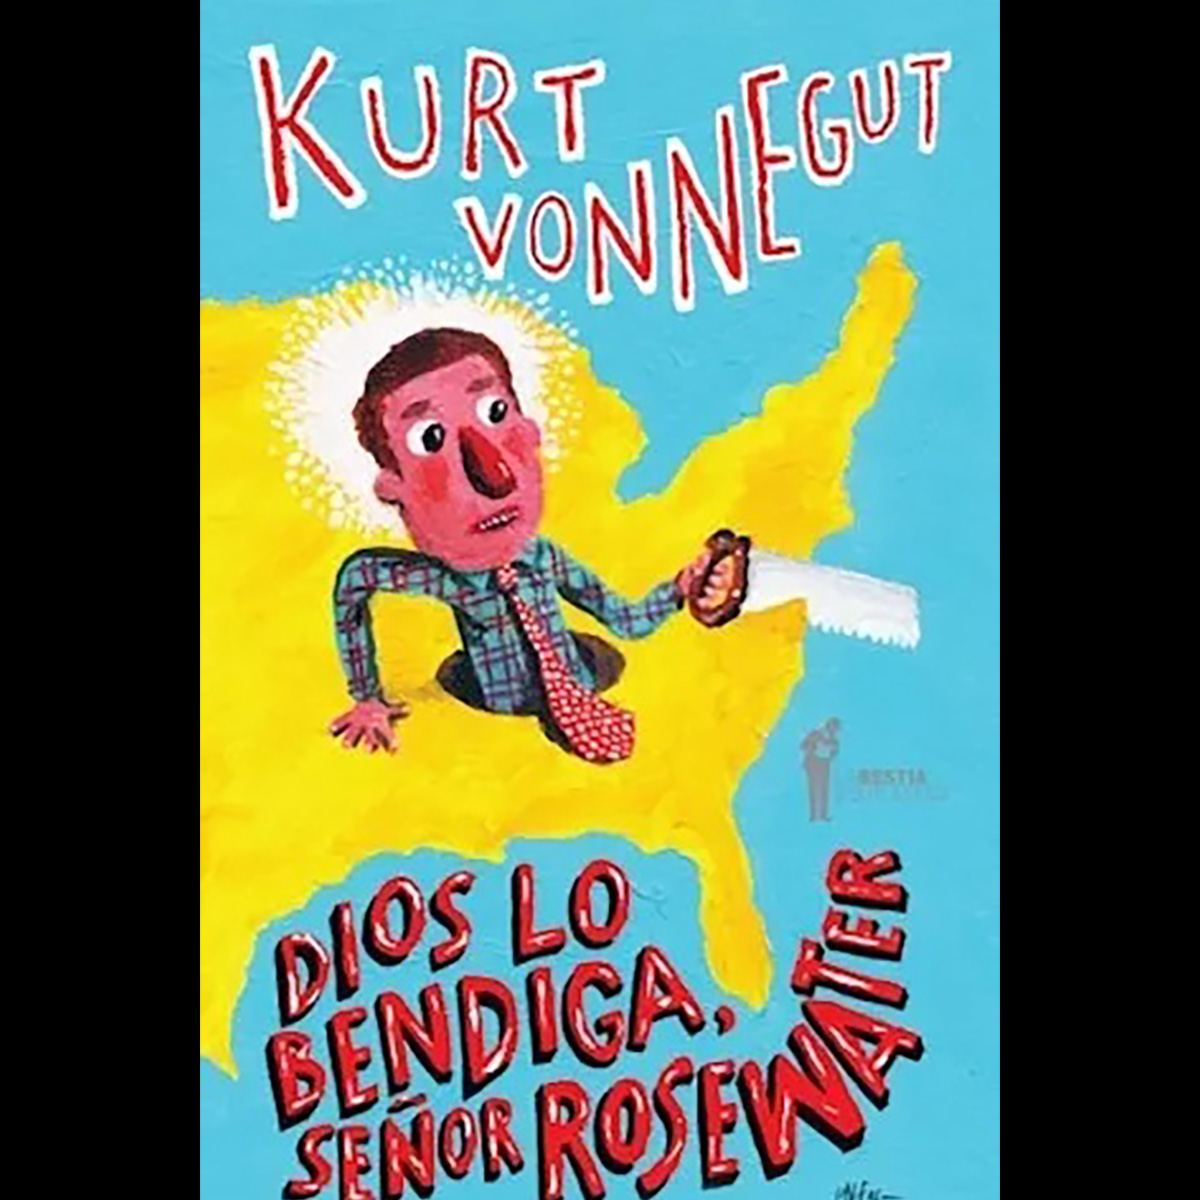 KURT
VONNEGUT
BESTIA
DIOS LO
BENDIGA,
SEÑOR ROSEWATER